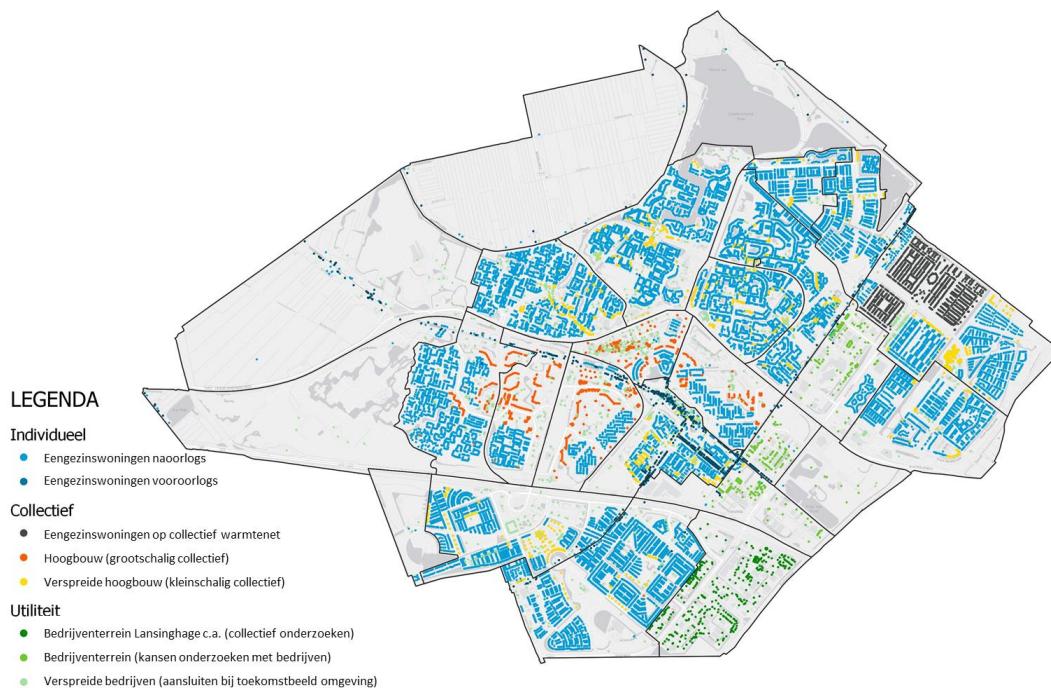 LEGENDA
Individueel
Eengezinswoningen naoorlogs
Eengezinswoningen vooroorlogs
Collectief
Eengezinswoningen op collectief warmtenet
Hoogbouw (grootschalig collectief)
Verspreide hoogbouw (kleinschalig collectief)
Utiliteit
Bedrijventerrein Lansinghage c.a. (collectief onderzoeken)
Bedrijventerrein (kansen onderzoeken met bedrijven)
Verspreide bedrijven (aansluiten bij toekomstbeeld omgeving)